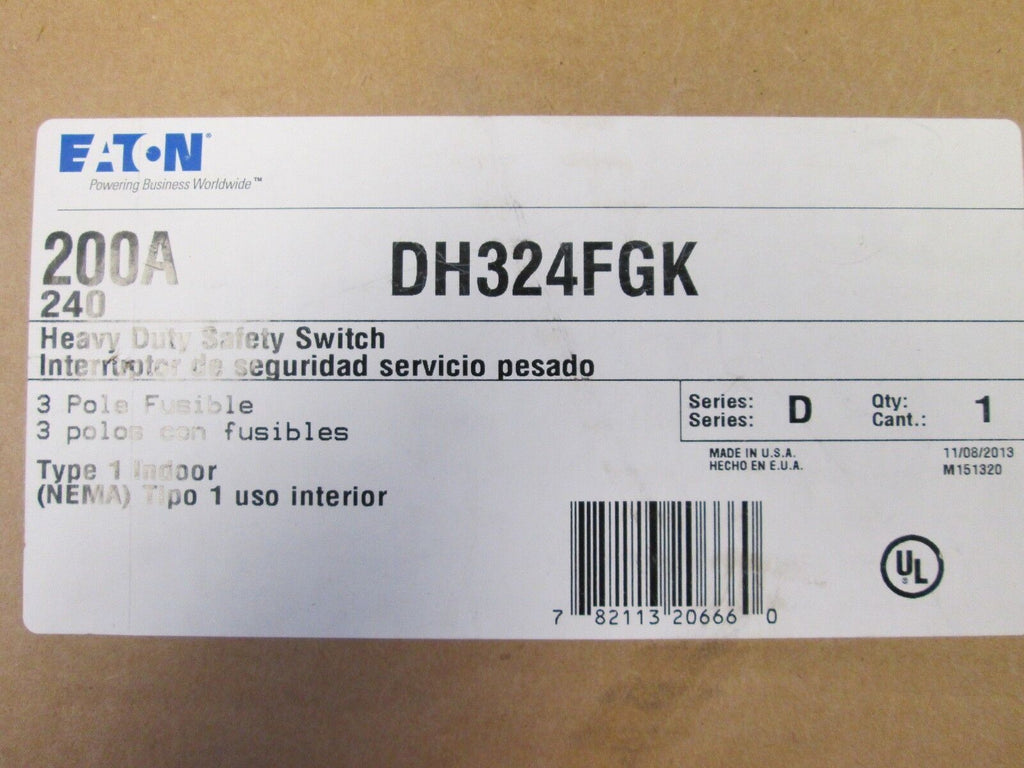 EATON®
Powering Business Worldwide™
200A
DH324FGK
240
Heavy Duty Safety Switch
Interruptor de seguridad servicio pesado
3 Pole Fusible
3 polos con fusibles
Series: D Qty: 1
Series: Cant.:
MADE IN U.S.A. 11/08/2013
HECHO EN E.U.A. M151320
Type 1 Indoor
(NEMA) Tipo 1 uso interior
UL
7 82113 20666 0